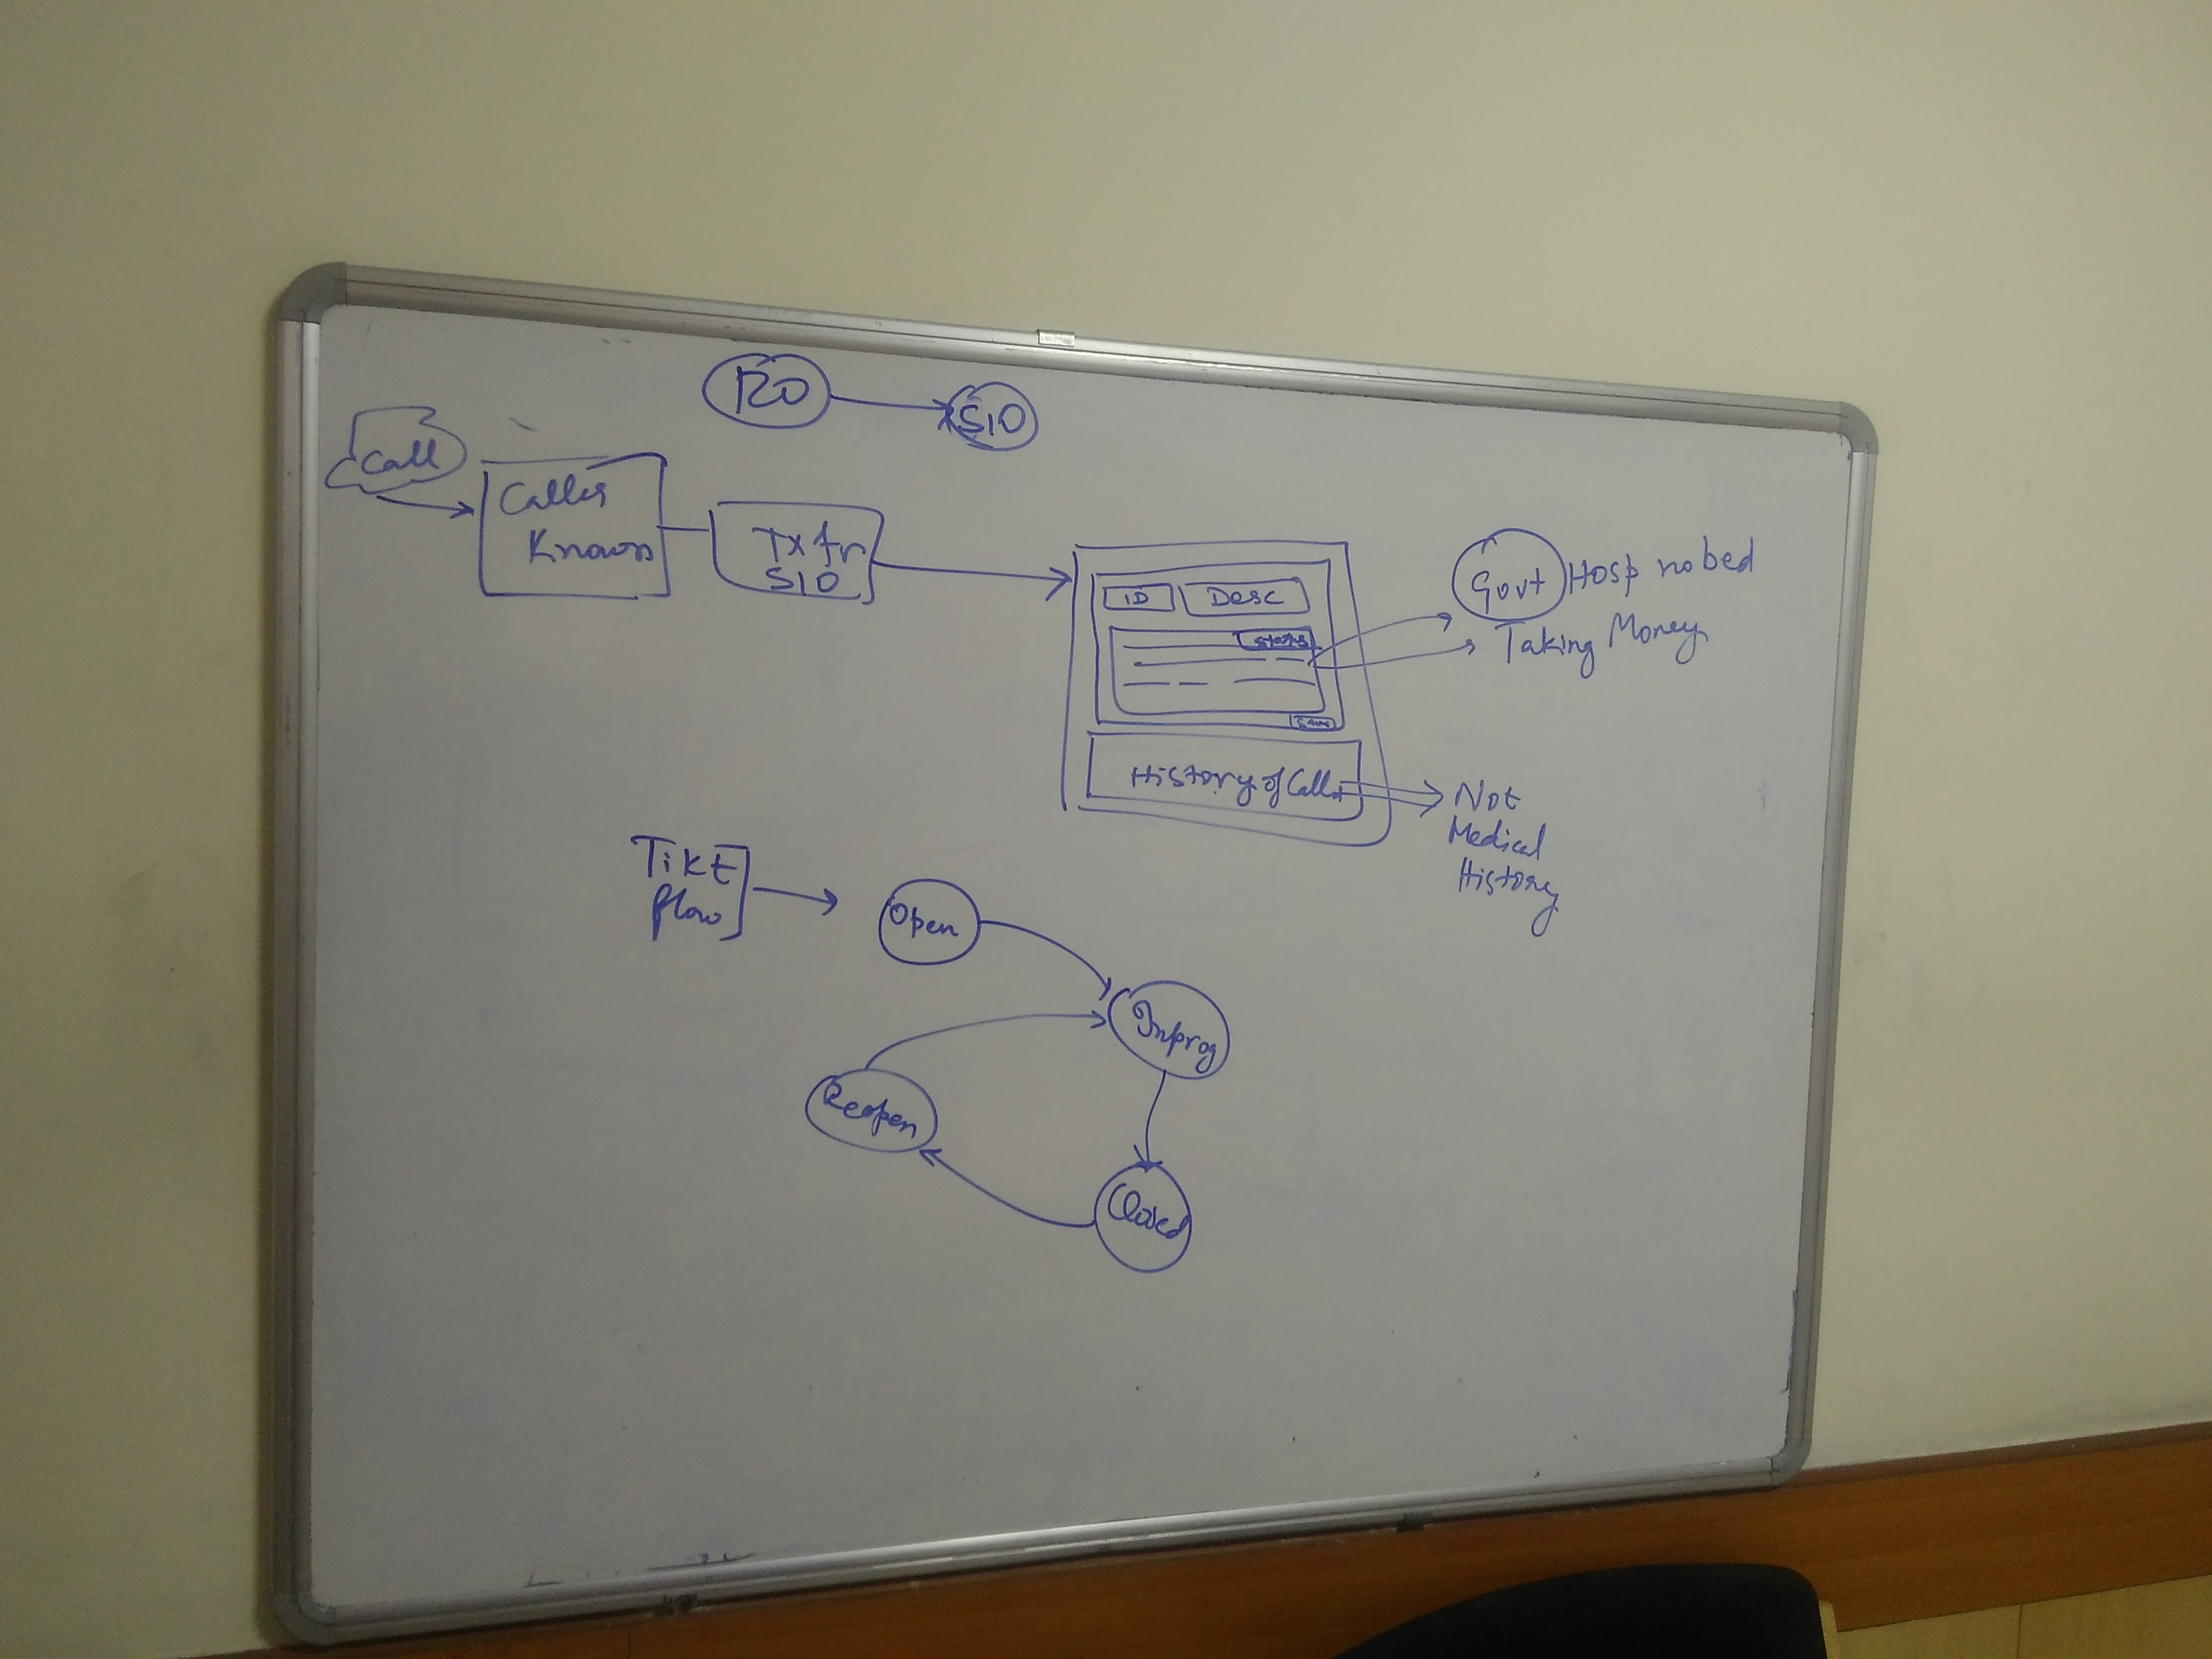 RO
SIO
Call
Caller
Known
Txfr
SIO
ID
Desc
Status
Save
Govt Hosp no bed
Taking Money
History of Caller
Not
Medical
History
Tikt
flow
Open
Inprog
Reopen
Closed